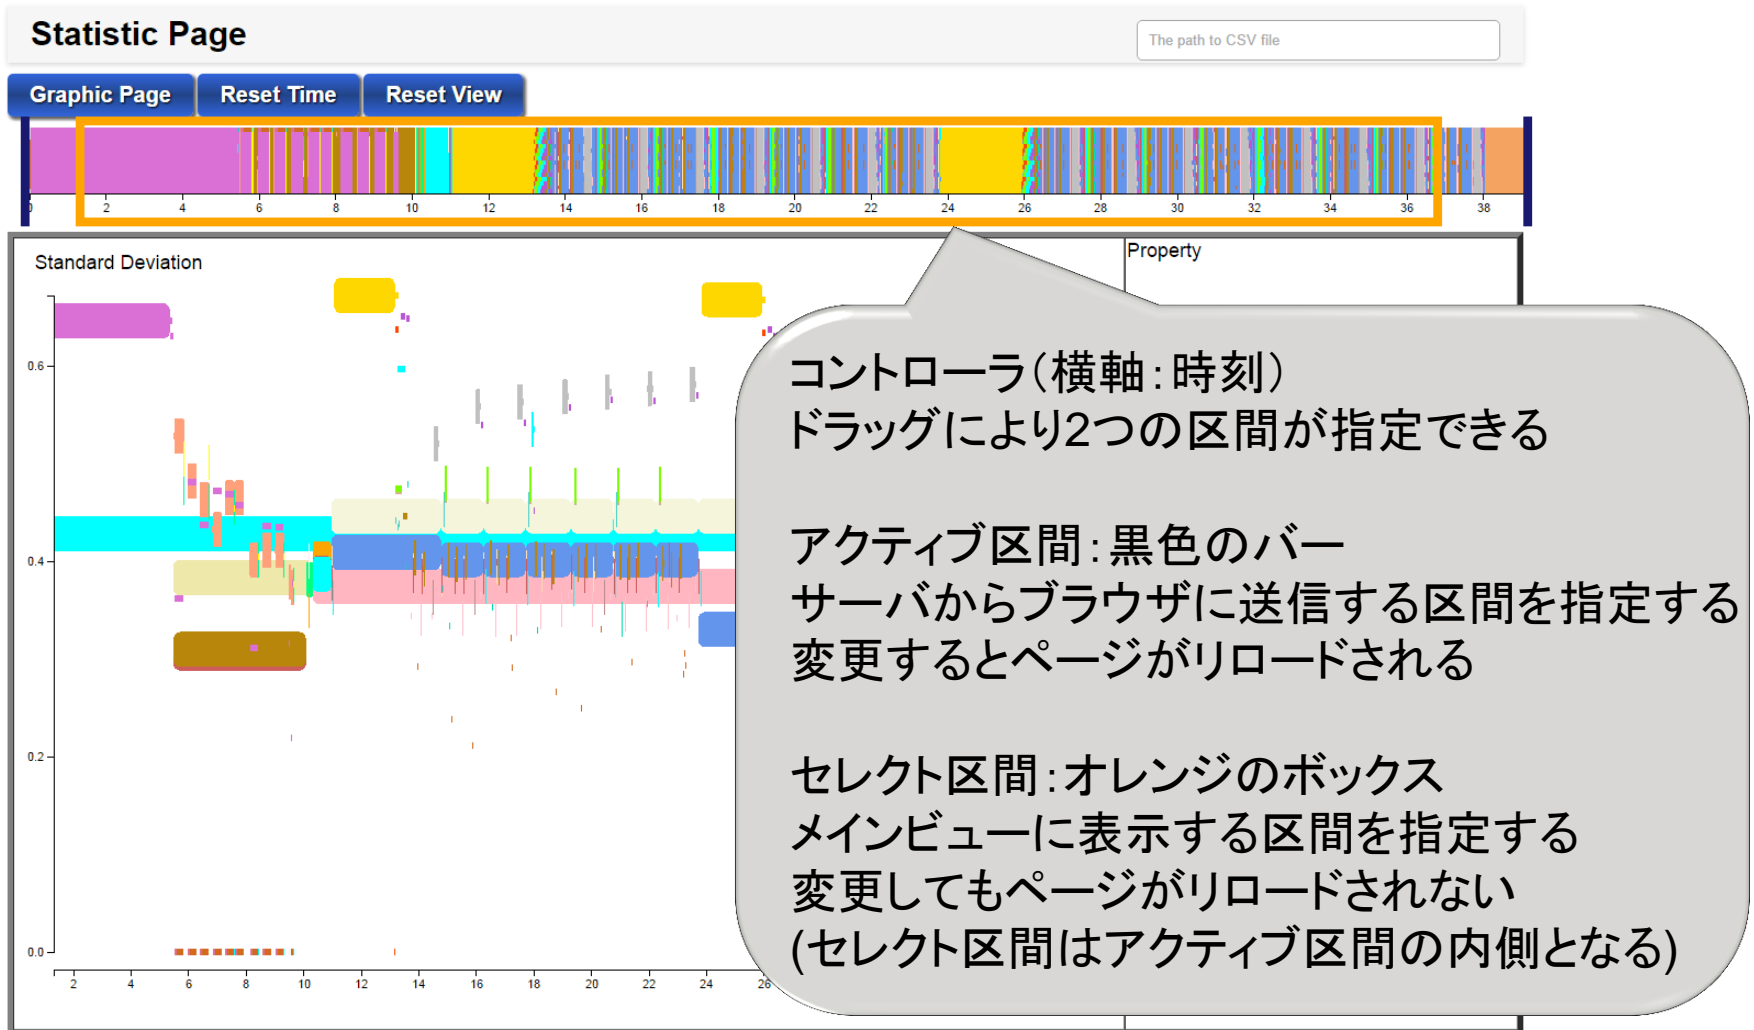 Statistic Page
The path to CSV file
Graphic Page Reset Time Reset View
0 2 4 6 8 10 12 14 16 18 20 22 24 26 28 30 32 34 36 38
Standard Deviation
Property
0.6
0.4
0.2
0.0
2 4 6 8 10 12 14 16 18 20 22 24 26
コントローラ(横軸:時刻)
ドラッグにより2つの区間が指定できる
アクティブ区間:黒色のバー
サーバからブラウザに送信する区間を指定する
変更するとページがリロードされる
セレクト区間:オレンジのボックス
メインビューに表示する区間を指定する
変更してもページがリロードされない
(セレクト区間はアクティブ区間の内側となる)